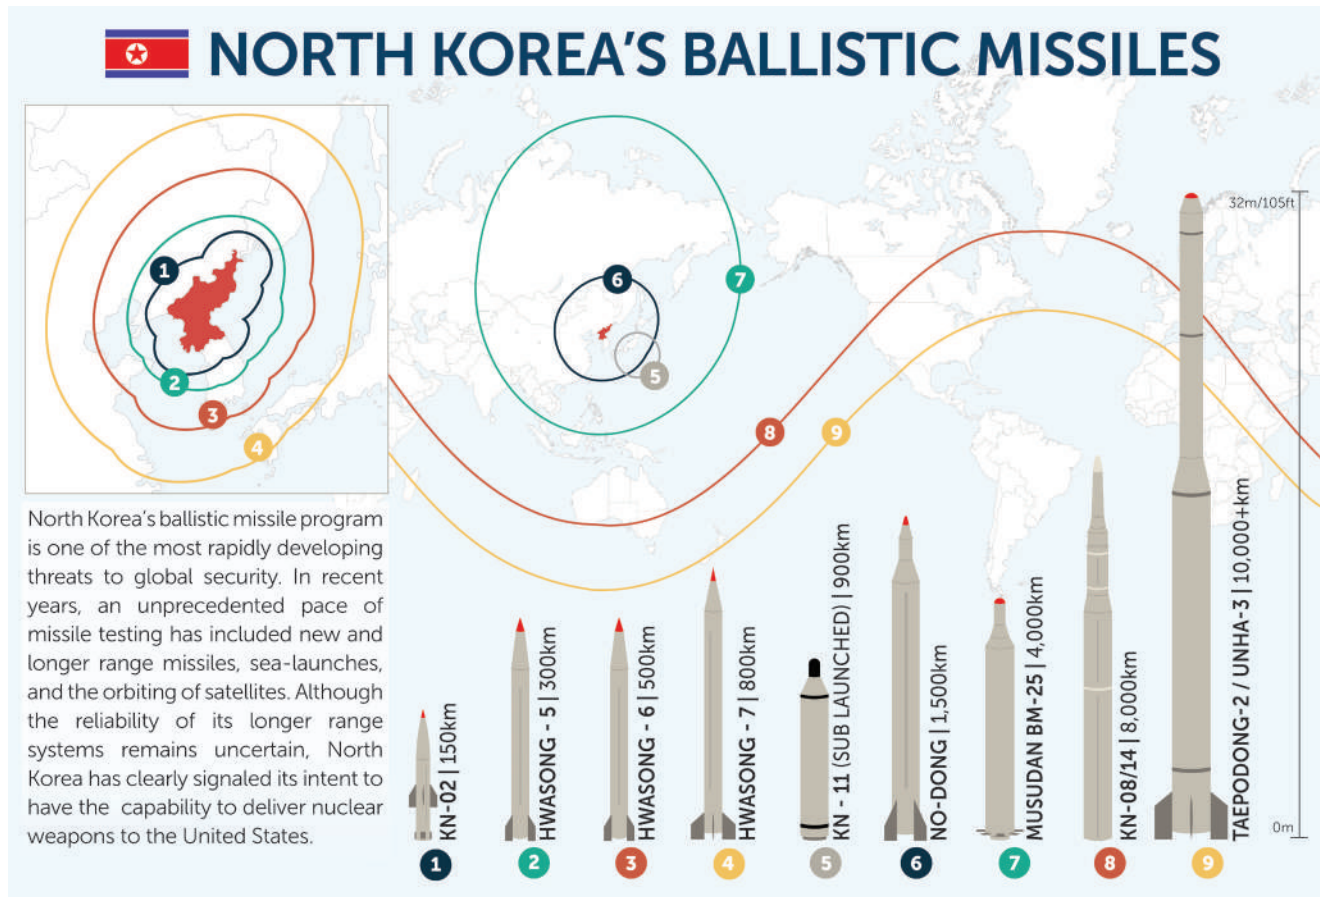 NORTH KOREA'S BALLISTIC MISSILES
1
2
3
4
6
7
5
8
9
North Korea's ballistic missile program
is one of the most rapidly developing
threats to global security. In recent
years, an unprecedented pace of
missile testing has included new and
longer range missiles, sea-launches,
and the orbiting of satellites. Although
the reliability of its longer range
systems remains uncertain, North
Korea has clearly signaled its intent to
have the capability to deliver nuclear
weapons to the United States.
KN-02 | 150km
HWASONG - 5 | 300km
HWASONG - 6 | 500km
HWASONG - 7 | 800km
KN - 11 (SUB LAUNCHED) | 900km
NO-DONG | 1,500km
MUSUDAN BM-25 | 4,000km
KN-08/14 | 8,000km
TAEPODONG-2 / UNHA-3 | 10,000+km
32m/105ft
0m
1
2
3
4
5
6
7
8
9